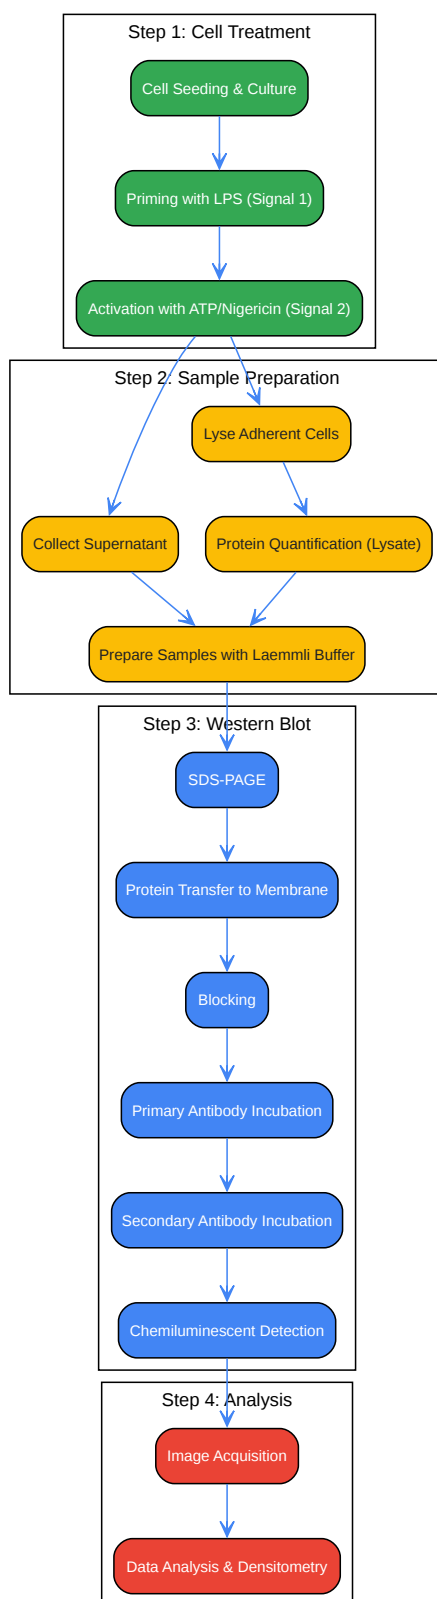 Step 1: Cell Treatment
Cell Seeding & Culture
Priming with LPS (Signal 1)
Activation with ATP/Nigericin (Signal 2)
Step 2: Sample Preparation
Lyse Adherent Cells
Collect Supernatant
Protein Quantification (Lysate)
Prepare Samples with Laemmli Buffer
Step 3: Western Blot
SDS-PAGE
Protein Transfer to Membrane
Blocking
Primary Antibody Incubation
Secondary Antibody Incubation
Chemiluminescent Detection
Step 4: Analysis
Image Acquisition
Data Analysis & Densitometry